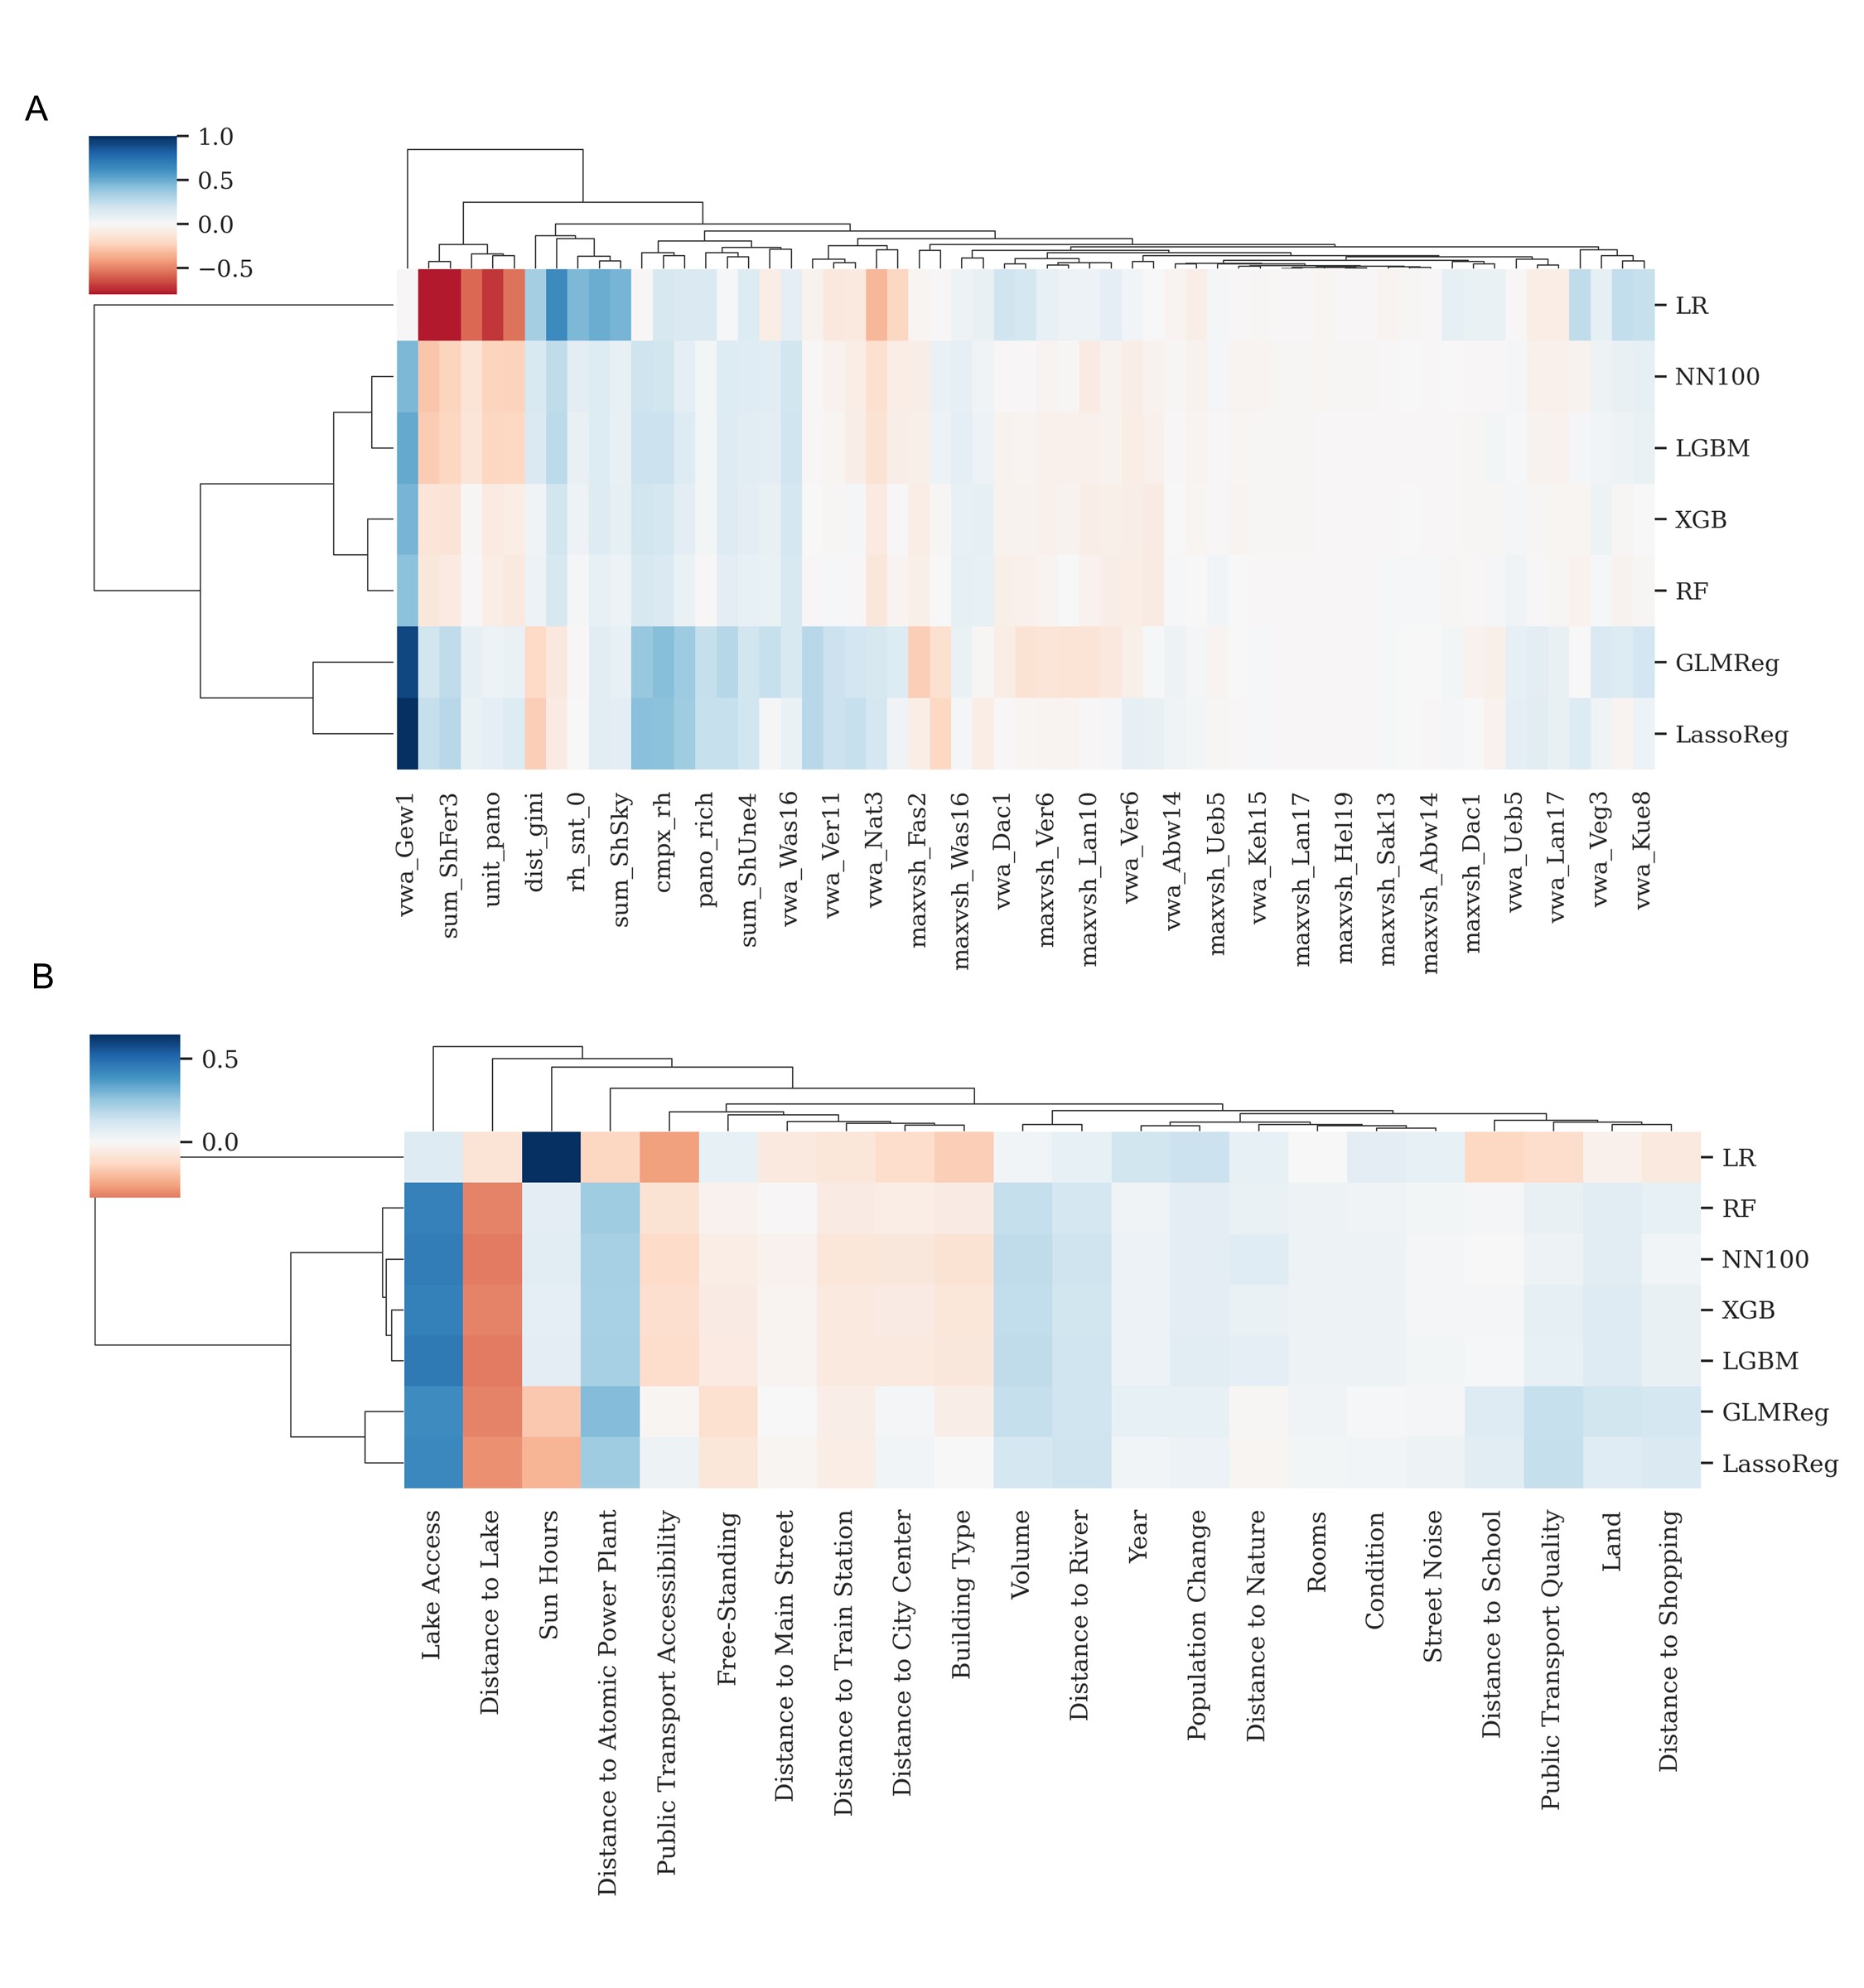 A
1.0
0.5
0.0
−0.5
LR
NN100
LGBM
XGB
RF
GLMReg
LassoReg
vwa_Gew1
sum_ShFer3
unit_pano
dist_gini
rh_snt_0
sum_ShSky
cmpx_rh
pano_rich
sum_ShUne4
vwa_Was16
vwa_Ver11
vwa_Nat3
maxvsh_Fas2
maxvsh_Was16
vwa_Dac1
maxvsh_Ver6
maxvsh_Lan10
vwa_Ver6
vwa_Abw14
maxvsh_Ueb5
vwa_Keh15
maxvsh_Lan17
maxvsh_Hel19
maxvsh_Sak13
maxvsh_Abw14
maxvsh_Dac1
vwa_Ueb5
vwa_Lan17
vwa_Veg3
vwa_Kue8
B
0.5
0.0
LR
RF
NN100
XGB
LGBM
GLMReg
LassoReg
Lake Access
Distance to Lake
Sun Hours
Distance to Atomic Power Plant
Public Transport Accessibility
Free-Standing
Distance to Main Street
Distance to Train Station
Distance to City Center
Building Type
Volume
Distance to River
Year
Population Change
Distance to Nature
Rooms
Condition
Street Noise
Distance to School
Public Transport Quality
Land
Distance to Shopping